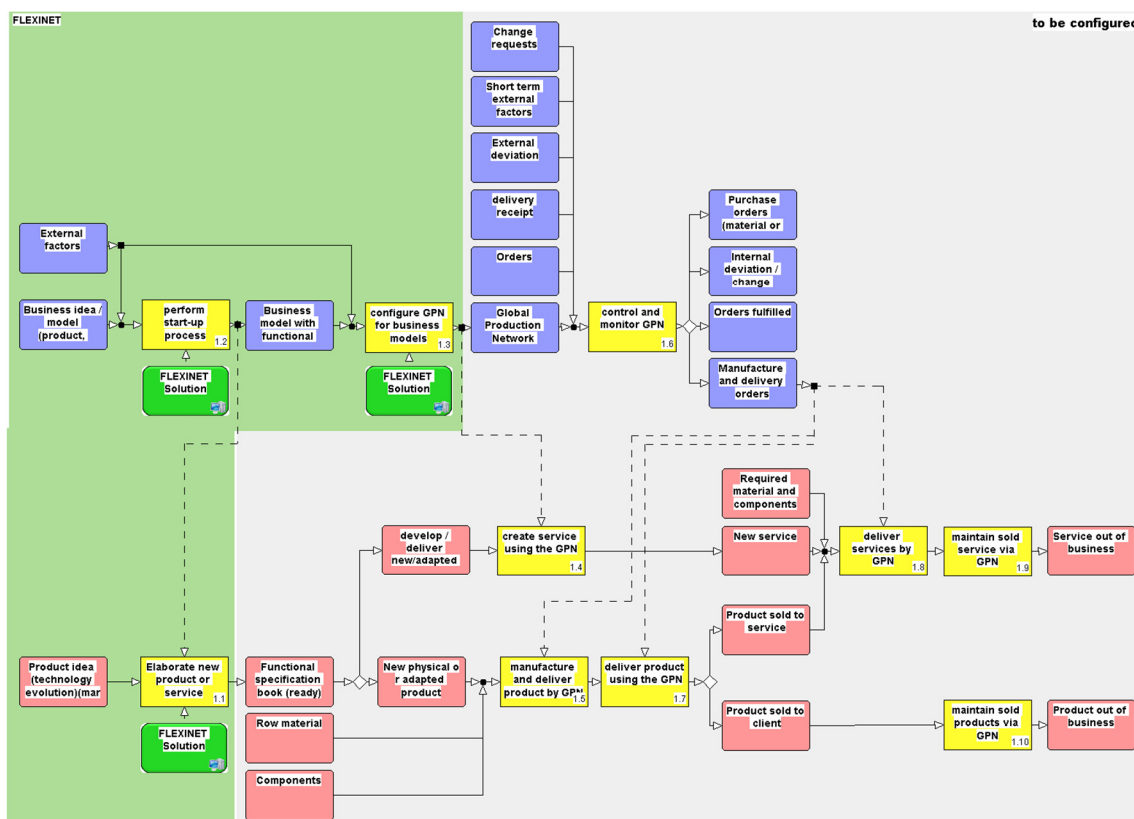 FLEXINET
to be configured
Change
requests
Short term
external
factors
External
deviation
delivery
receipt
Orders
Global
Production
Network
External
factors
Business idea /
model
(product,
perform
start-up
process
1.2
Business
model with
functional
configure GPN
for business
models
1.3
FLEXINET
Solution
FLEXINET
Solution
control and
monitor GPN
1.6
Purchase
orders
(material or
Internal
deviation /
change
Orders fulfilled
Manufacture
and delivery
orders
Required
material and
components
develop /
deliver
new/adapted
create service
using the GPN
1.4
New service
deliver
services by
GPN
1.8
maintain sold
service via
GPN
1.9
Service out of
business
Product sold to
service
Product idea
(technology
evolution)(mar
Elaborate new
product or
service
1.1
Functional
specification
book (ready)
New physical o
r adapted
product
manufacture
and deliver
product by GPN
1.5
deliver product
using the GPN
1.7
Product sold to
client
maintain sold
products via
GPN
1.10
Product out of
business
FLEXINET
Solution
Row material
Components